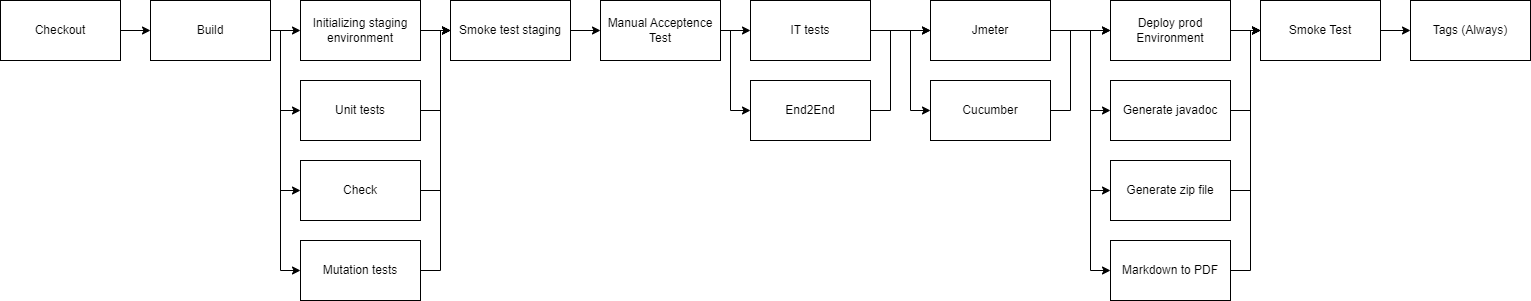 Checkout
Build
Initializing staging
environment
Smoke test staging
Manual Acceptence
Test
IT tests
Jmeter
Deploy prod
Environment
Smoke Test
Tags (Always)
Unit tests
End2End
Cucumber
Generate javadoc
Check
Generate zip file
Mutation tests
Markdown to PDF